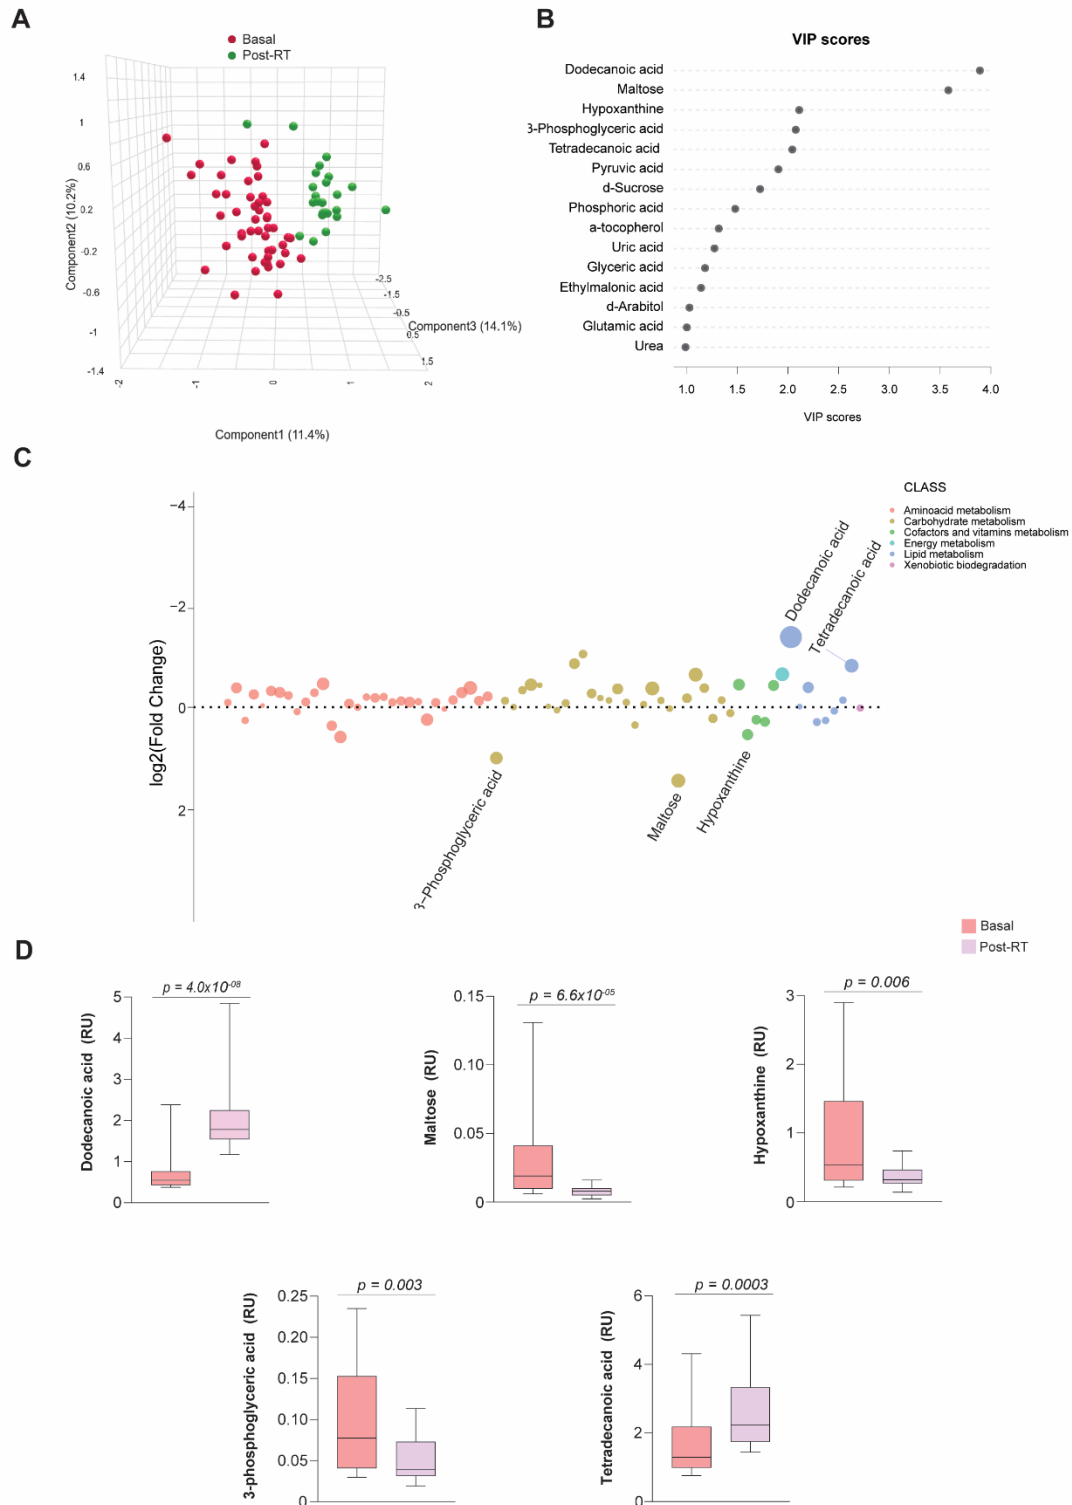 A
Basal
Post-RT
1.4
1
0.6
0.2
-0.2
-0.6
-1
-1.4
Component2 (10.2%)
-2.5
-1.5
-0.5
0.5
1.5
Component3 (14.1%)
-2
-1
0
1
2
Component1 (11.4%)
B
VIP scores
Dodecanoic acid
Maltose
Hypoxanthine
3-Phosphoglyceric acid
Tetradecanoic acid
Pyruvic acid
d-Sucrose
Phosphoric acid
a-tocopherol
Uric acid
Glyceric acid
Ethylmalonic acid
d-Arabitol
Glutamic acid
Urea
1.0 1.5 2.0 2.5 3.0 3.5 4.0
VIP scores
C
CLASS
Aminoacid metabolism
Carbohydrate metabolism
Cofactors and vitamins metabolism
Energy metabolism
Lipid metabolism
Xenobiotic biodegradation
−4
−2
0
2
log2(Fold Change)
Dodecanoic acid
Tetradecanoic acid
3−Phosphoglyceric acid
Maltose
Hypoxanthine
Basal
Post-RT
D
p = 4.0x10-08
5
4
3
2
1
0
Dodecanoic acid (RU)
p = 6.6x10-05
0.15
0.10
0.05
0
Maltose (RU)
p = 0.006
3
2
1
0
Hypoxanthine (RU)
p = 0.003
0.25
0.20
0.15
0.10
0.05
0
3-phosphoglyceric acid (RU)
p = 0.0003
6
4
2
0
Tetradecanoic acid (RU)